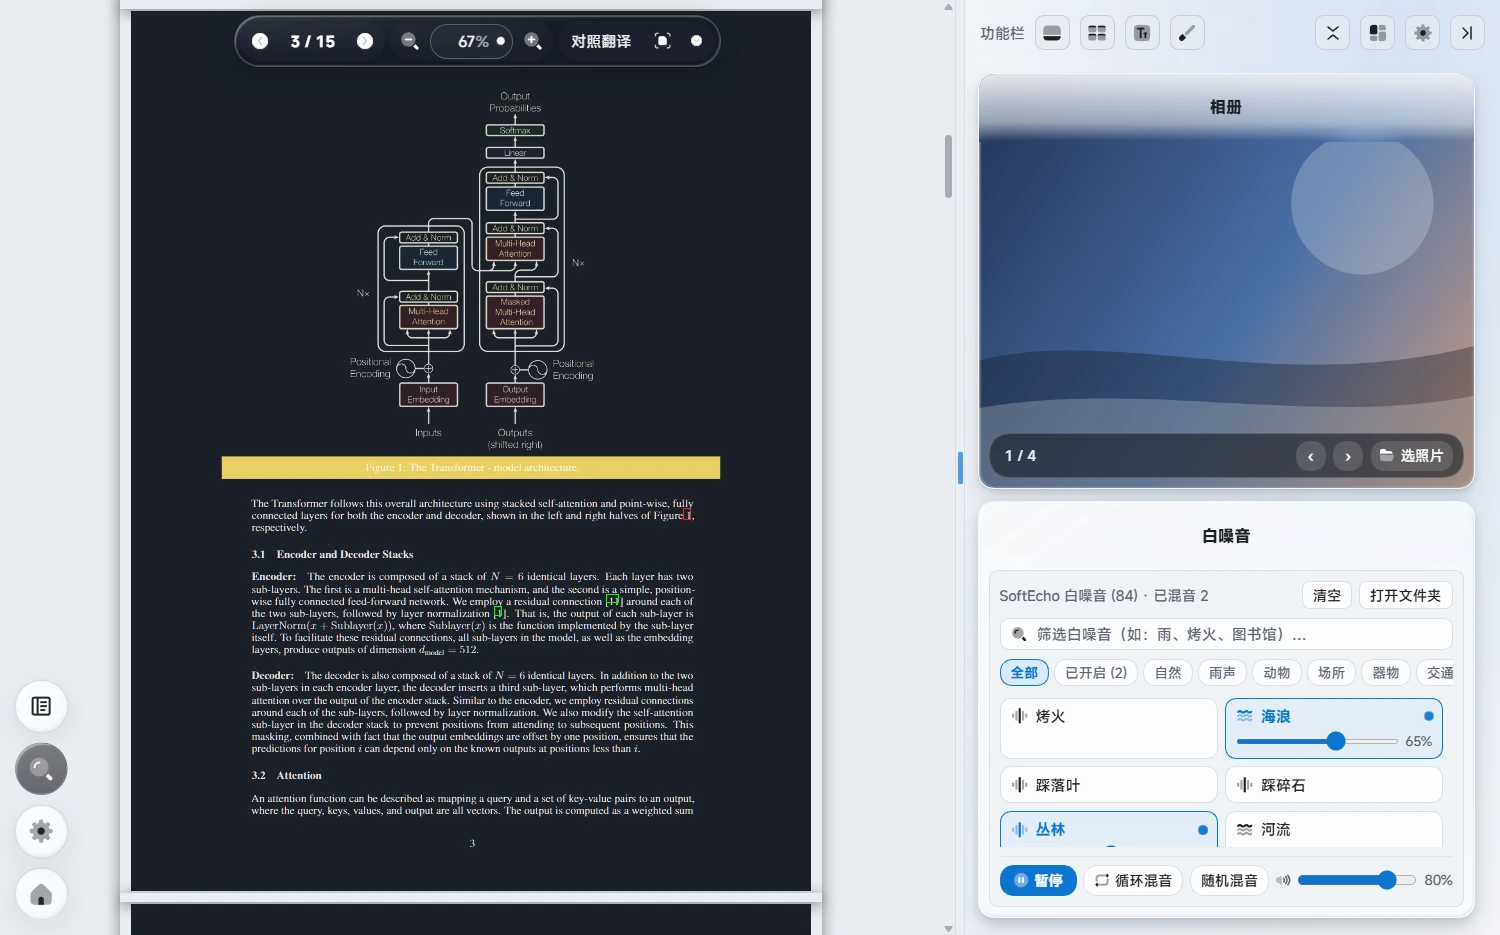 3 / 15
67%
对照翻译
Output
Probabilities
Softmax
Linear
Add & Norm
Feed
Forward
Add & Norm
Multi-Head
Attention
Add & Norm
Masked
Multi-Head
Attention
Nx
Add & Norm
Feed
Forward
Add & Norm
Multi-Head
Attention
Nx
Positional
Encoding
Positional
Encoding
Input
Embedding
Output
Embedding
Inputs
Outputs
(shifted right)
Figure 1: The Transformer - model architecture.
The Transformer follows this overall architecture using stacked self-attention and point-wise, fully
connected layers for both the encoder and decoder, shown in the left and right halves of Figure 1,
respectively.
3.1 Encoder and Decoder Stacks
Encoder: The encoder is composed of a stack of N = 6 identical layers. Each layer has two
sub-layers. The first is a multi-head self-attention mechanism, and the second is a simple, position-
wise fully connected feed-forward network. We employ a residual connection [11] around each of
the two sub-layers, followed by layer normalization [1]. That is, the output of each sub-layer is
LayerNorm(x + Sublayer(x)), where Sublayer(x) is the function implemented by the sub-layer
itself. To facilitate these residual connections, all sub-layers in the model, as well as the embedding
layers, produce outputs of dimension dmodel = 512.
Decoder: The decoder is also composed of a stack of N = 6 identical layers. In addition to the two
sub-layers in each encoder layer, the decoder inserts a third sub-layer, which performs multi-head
attention over the output of the encoder stack. Similar to the encoder, we employ residual connections
around each of the sub-layers, followed by layer normalization. We also modify the self-attention
sub-layer in the decoder stack to prevent positions from attending to subsequent positions. This
masking, combined with fact that the output embeddings are offset by one position, ensures that the
predictions for position i can depend only on the known outputs at positions less than i.
3.2 Attention
An attention function can be described as mapping a query and a set of key-value pairs to an output,
where the query, keys, values, and output are all vectors. The output is computed as a weighted sum
3
功能栏
相册
1 / 4
‹
›
选照片
白噪音
SoftEcho 白噪音 (84) · 已混音 2
清空
打开文件夹
筛选白噪音（如：雨、烤火、图书馆）...
全部
已开启 (2)
自然
雨声
动物
场所
器物
交通
烤火
海浪
65%
踩落叶
踩碎石
丛林
河流
暂停
循环混音
随机混音
80%